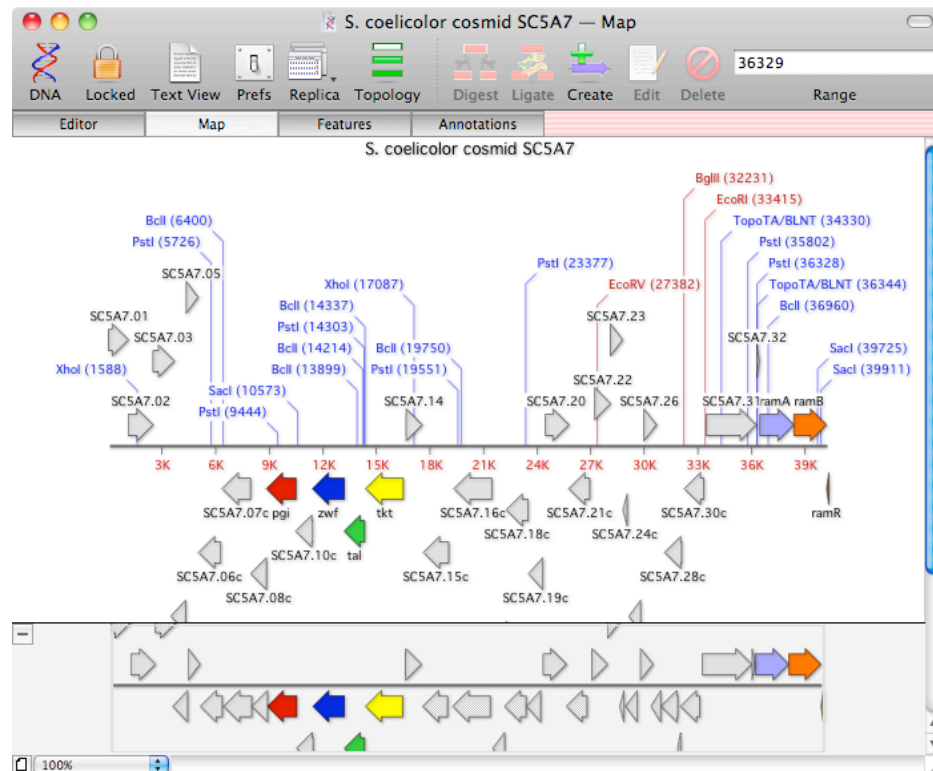 S. coelicolor cosmid SC5A7 — Map
36329
DNA Locked Text View Prefs Replica Topology Digest Ligate Create Edit Delete Range
Editor Map Features Annotations
S. coelicolor cosmid SC5A7
BglII (32231)
EcoRI (33415)
BclI (6400)
TopoTA/BLNT (34330)
PstI (5726)
PstI (35802)
SC5A7.05
PstI (23377)
PstI (36328)
XhoI (17087)
EcoRV (27382)
TopoTA/BLNT (36344)
BclI (14337)
BclI (36960)
SC5A7.01
SC5A7.23
PstI (14303)
SC5A7.03
SC5A7.32
BclI (14214)
BclI (19750)
SacI (39725)
XhoI (1588)
BclI (13899)
PstI (19551)
SacI (39911)
SC5A7.22
SacI (10573)
SC5A7.02
SC5A7.14
SC5A7.20
SC5A7.26
SC5A7.31
ramA
ramB
PstI (9444)
3K 6K 9K 12K 15K 18K 21K 24K 27K 30K 33K 36K 39K
SC5A7.07c pgi zwf tkt SC5A7.16c SC5A7.21c SC5A7.30c ramR
SC5A7.18c SC5A7.24c
SC5A7.10c tal
SC5A7.06c SC5A7.15c SC5A7.28c
SC5A7.08c SC5A7.19c
100%